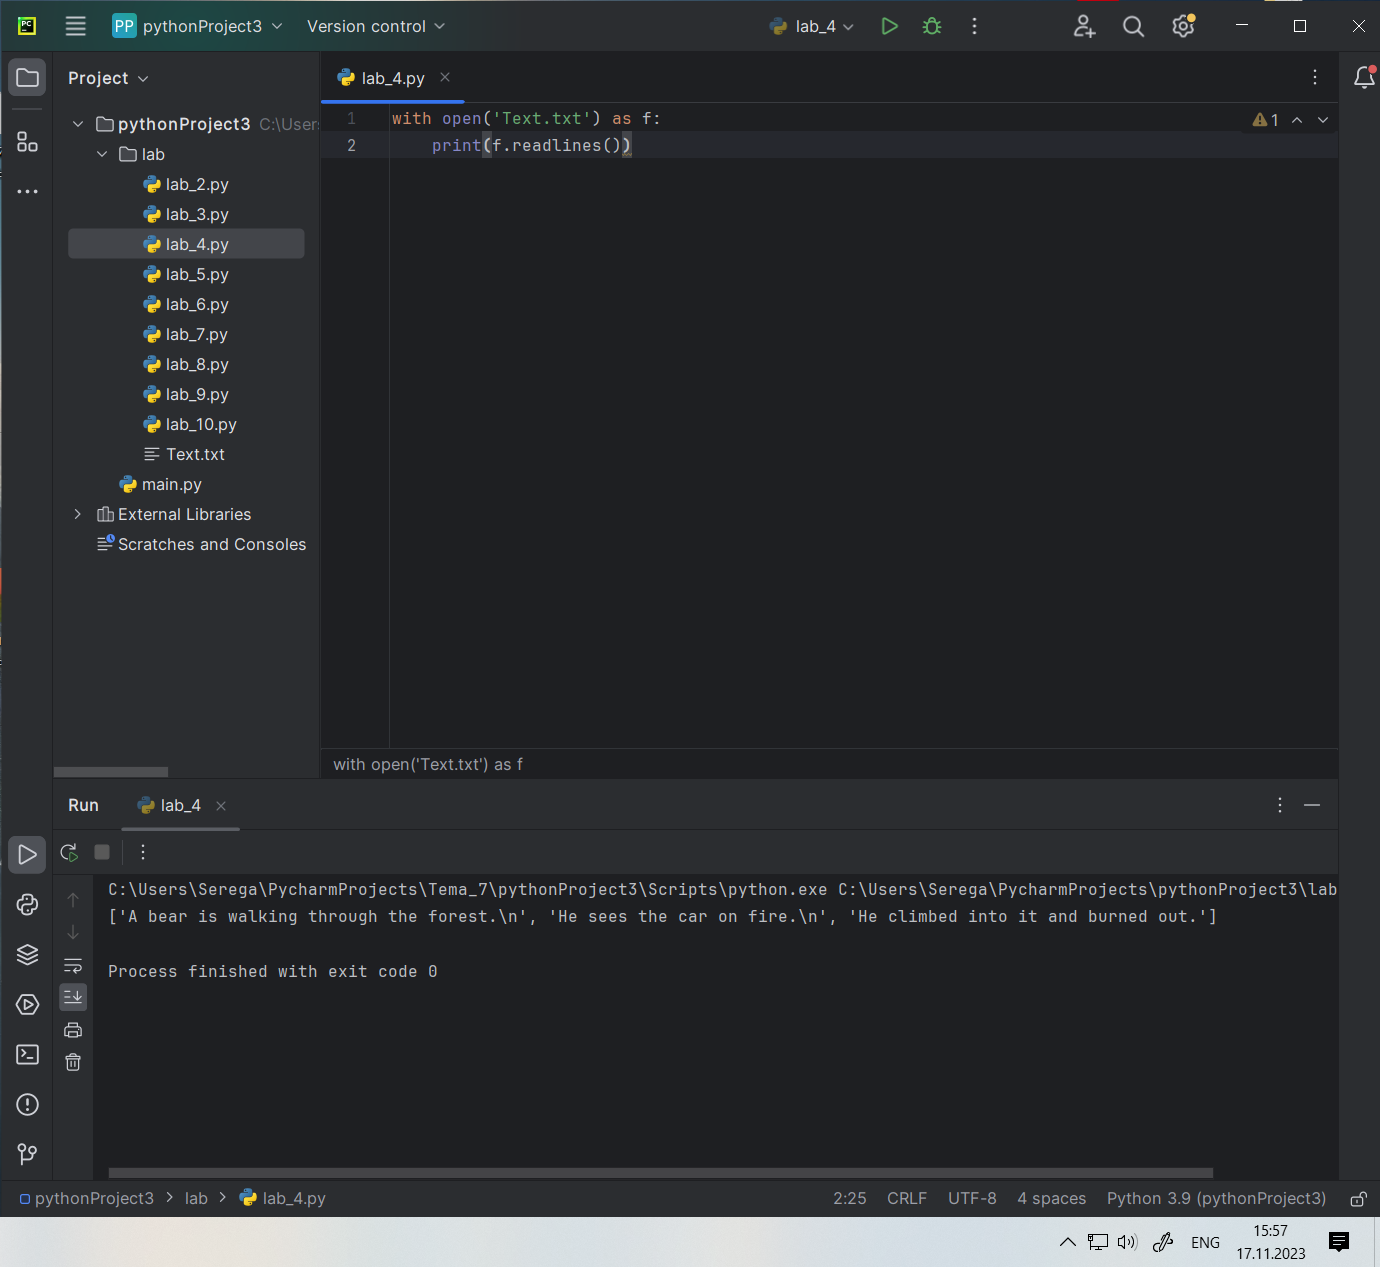 PC
PP pythonProject3 Version control lab_4
Project
lab_4.py
pythonProject3 C:\User
lab
lab_2.py
lab_3.py
lab_4.py
lab_5.py
lab_6.py
lab_7.py
lab_8.py
lab_9.py
lab_10.py
Text.txt
main.py
External Libraries
Scratches and Consoles
1 with open('Text.txt') as f:
2 print(f.readlines())
1
with open('Text.txt') as f
Run lab_4
C:\Users\Serega\PycharmProjects\Tema_7\pythonProject3\Scripts\python.exe C:\Users\Serega\PycharmProjects\pythonProject3\lab
['A bear is walking through the forest.\n', 'He sees the car on fire.\n', 'He climbed into it and burned out.']
Process finished with exit code 0
pythonProject3 > lab > lab_4.py 2:25 CRLF UTF-8 4 spaces Python 3.9 (pythonProject3)
ENG 15:57
17.11.2023